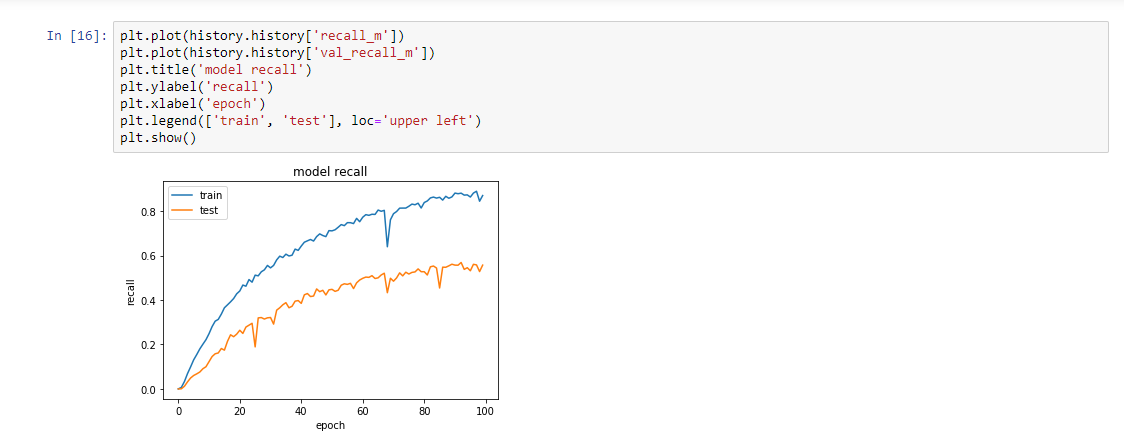 In [16]:
plt.plot(history.history['recall_m'])
plt.plot(history.history['val_recall_m'])
plt.title('model recall')
plt.ylabel('recall')
plt.xlabel('epoch')
plt.legend(['train', 'test'], loc='upper left')
plt.show()
model recall
train
test
0.8
0.6
0.4
0.2
0.0
recall
0 20 40 60 80 100
epoch